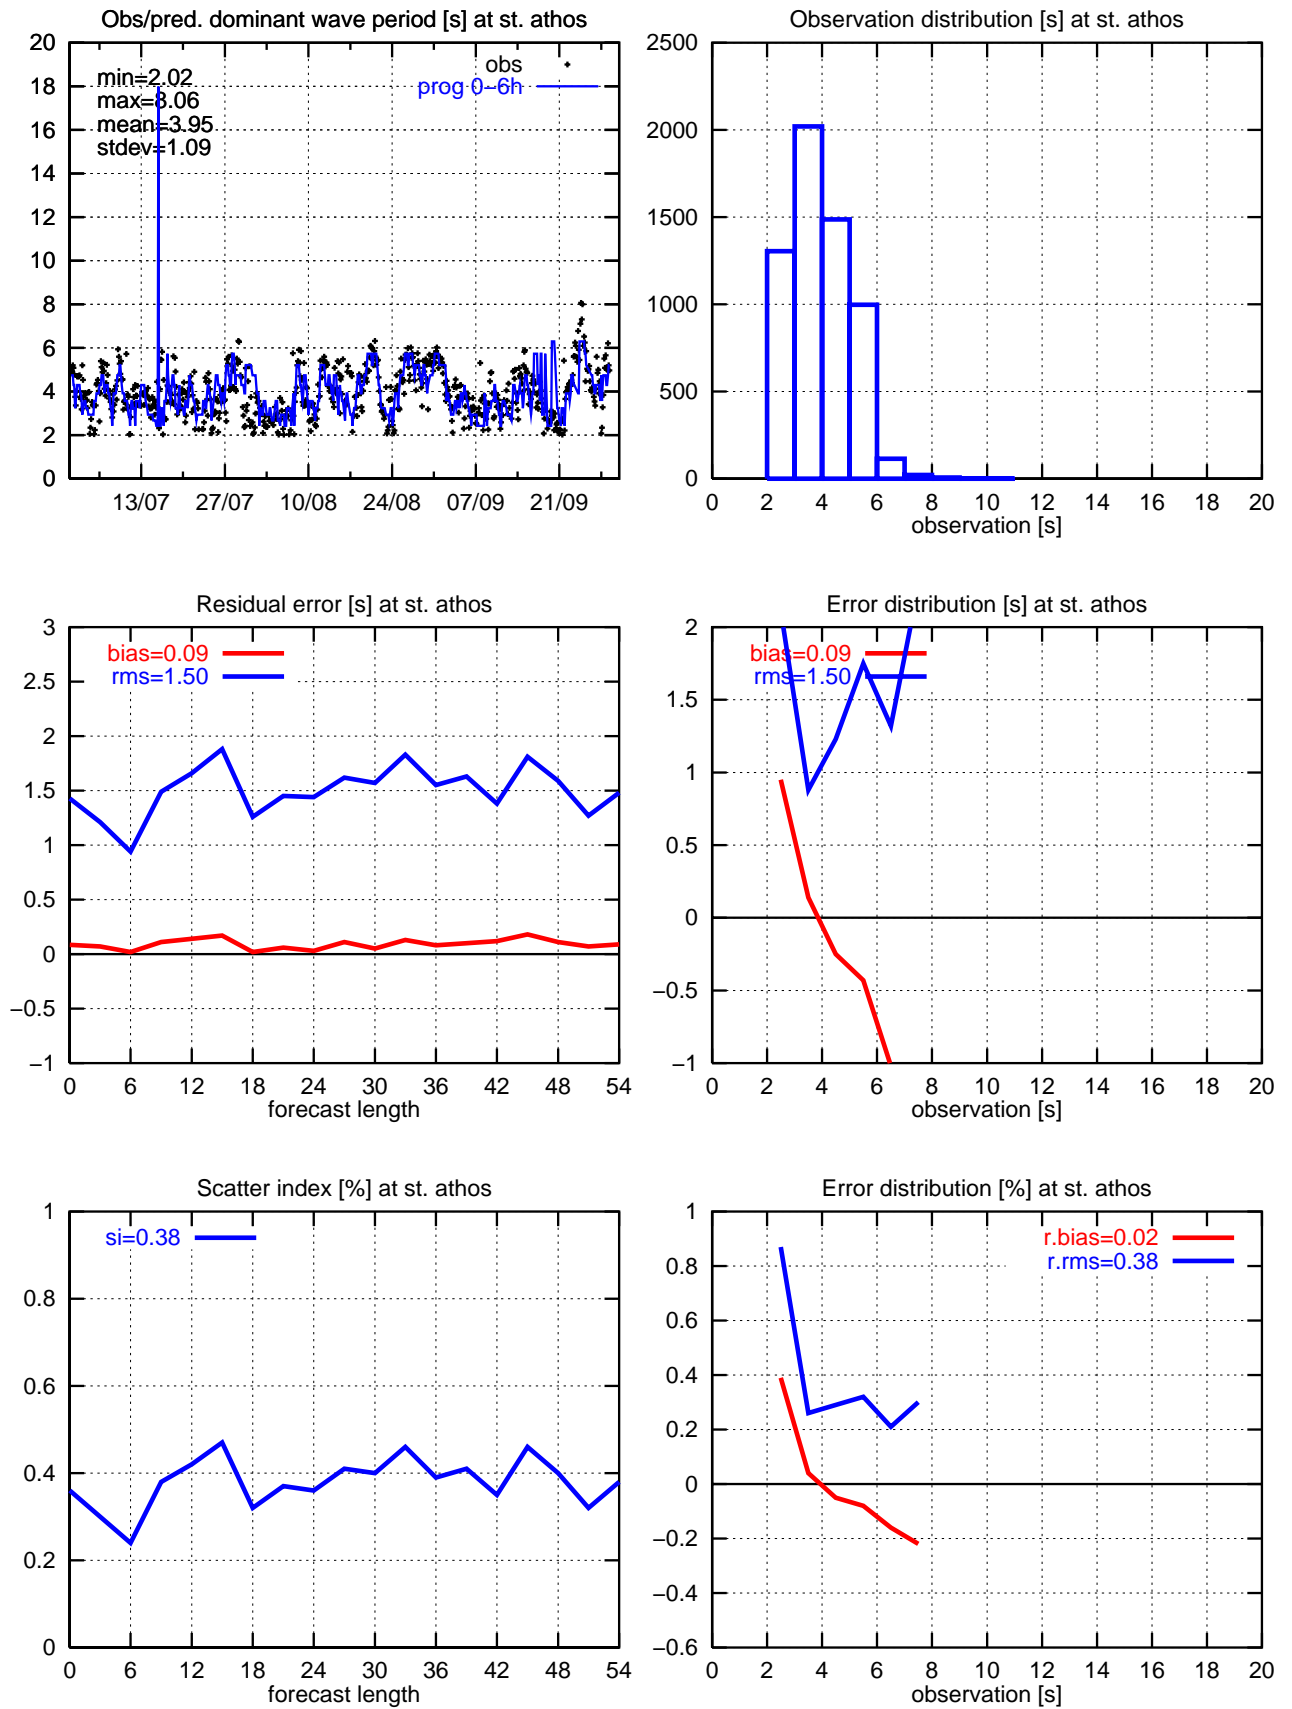 Obs/pred. dominant wave period [s] at st. athos
20
18
16
14
12
10
8
6
4
2
0
min=2.02
max=8.06
mean=3.95
stdev=1.09
obs
prog 0-6h
13/07 27/07 10/08 24/08 07/09 21/09
Observation distribution [s] at st. athos
2500
2000
1500
1000
500
0
0 2 4 6 8 10 12 14 16 18 20
observation [s]
Residual error [s] at st. athos
3
2.5
2
1.5
1
0.5
0
−0.5
−1
bias=0.09
rms=1.50
0 6 12 18 24 30 36 42 48 54
forecast length
Error distribution [s] at st. athos
2
1.5
1
0.5
0
−0.5
−1
bias=0.09
rms=1.50
0 2 4 6 8 10 12 14 16 18 20
observation [s]
Scatter index [%] at st. athos
1
0.8
0.6
0.4
0.2
0
si=0.38
0 6 12 18 24 30 36 42 48 54
forecast length
Error distribution [%] at st. athos
1
0.8
0.6
0.4
0.2
0
−0.2
−0.4
−0.6
r.bias=0.02
r.rms=0.38
0 2 4 6 8 10 12 14 16 18 20
observation [s]